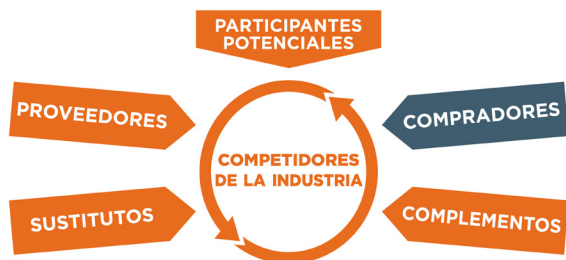 PARTICIPANTES
POTENCIALES
PROVEEDORES
COMPRADORES
COMPETIDORES
DE LA INDUSTRIA
SUSTITUTOS
COMPLEMENTOS